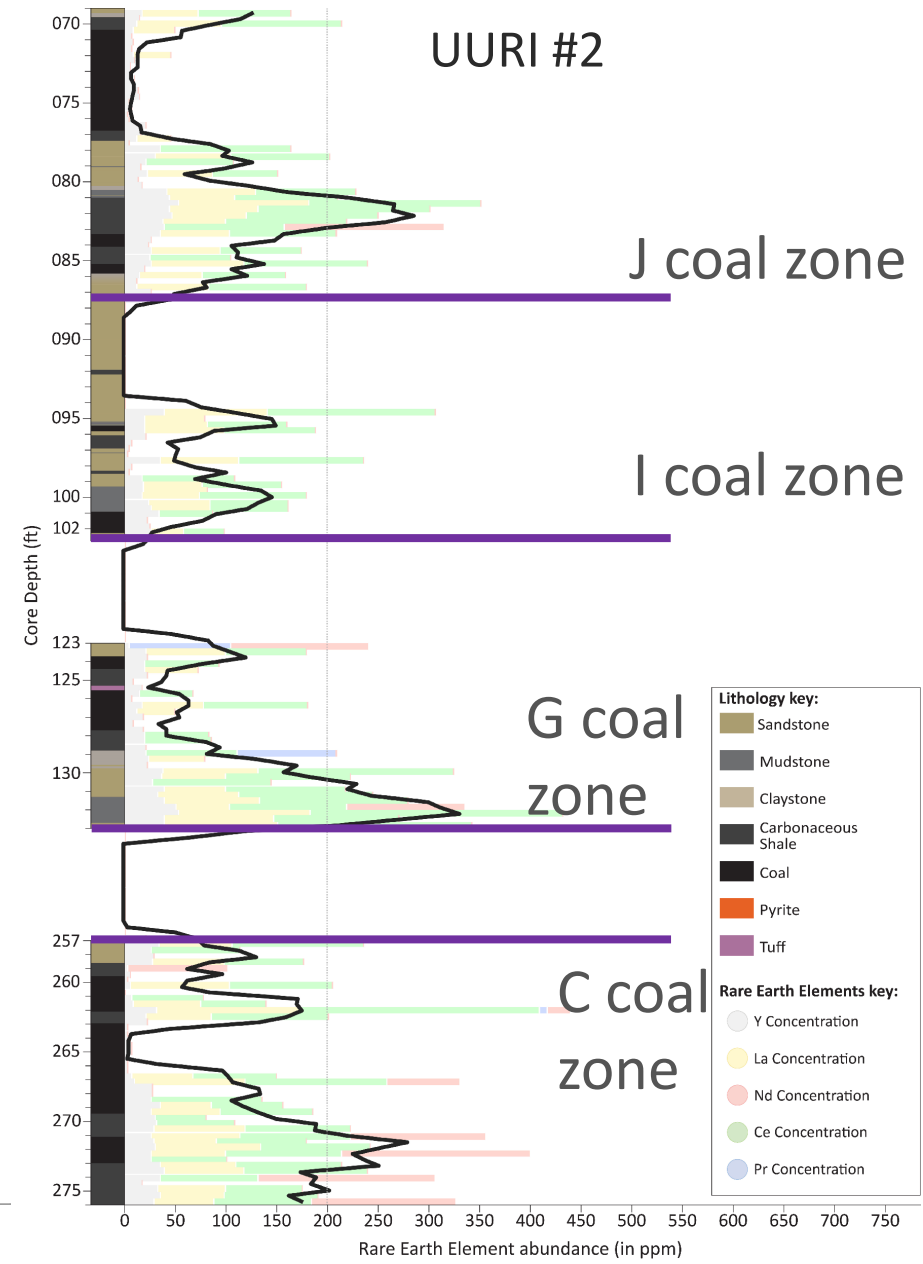 UURI #2
070
075
080
085
J coal zone
090
095
I coal zone
100
102
Core Depth (ft)
123
125
G coal
zone
130
257
260
C coal
zone
265
270
275
0 50 100 150 200 250 300 350 400 450 500 550 600 650 700 750
Rare Earth Element abundance (in ppm)
Lithology key:
Sandstone
Mudstone
Claystone
Carbonaceous
Shale
Coal
Pyrite
Tuff
Rare Earth Elements key:
Y Concentration
La Concentration
Nd Concentration
Ce Concentration
Pr Concentration